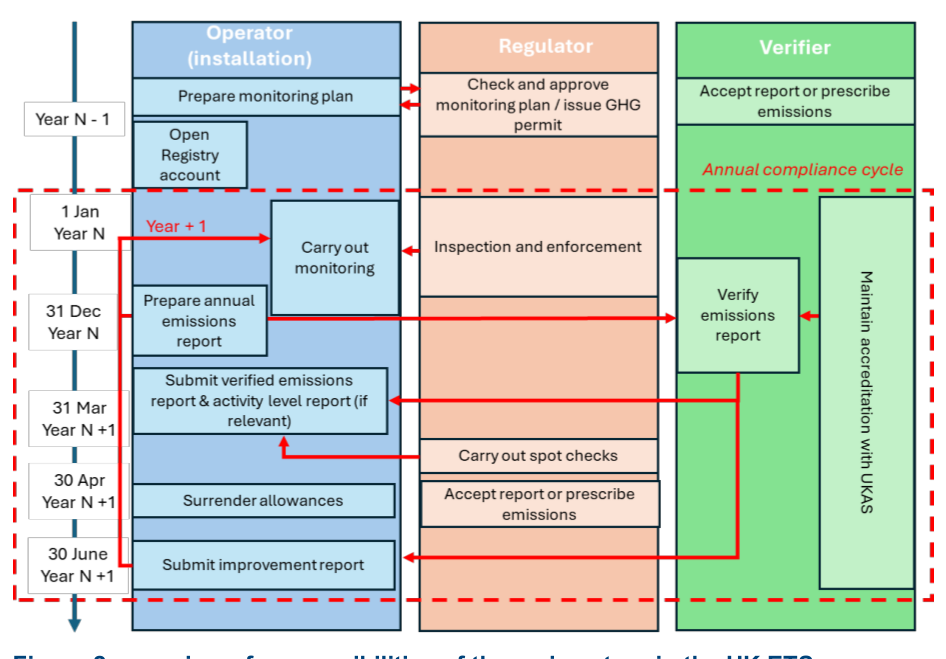 Operator
(installation)
Regulator
Verifier
Year N - 1
Prepare monitoring plan
Check and approve
monitoring plan / issue GHG
permit
Accept report or prescribe
emissions
Open
Registry
account
Annual compliance cycle
1 Jan
Year N
Year + 1
Carry out
monitoring
Inspection and enforcement
Maintain accreditation with UKAS
31 Dec
Year N
Prepare annual
emissions
report
Verify
emissions
report
31 Mar
Year N +1
Submit verified emissions
report & activity level report (if
relevant)
Carry out spot checks
30 Apr
Year N +1
Surrender allowances
Accept report or prescribe
emissions
30 June
Year N +1
Submit improvement report